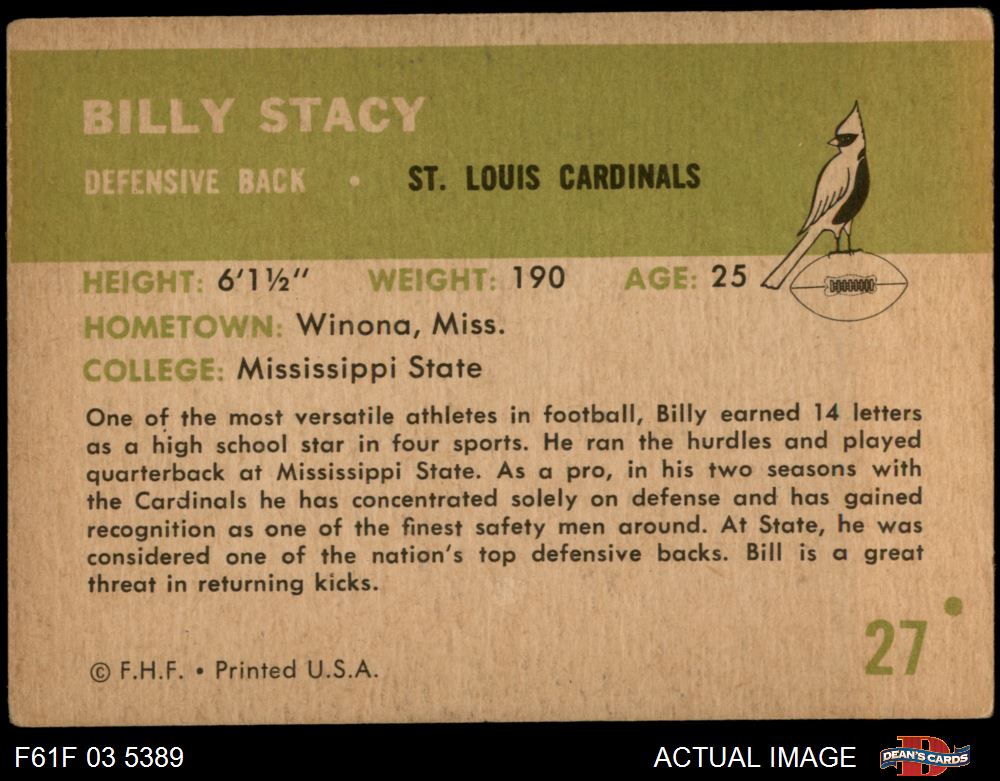 BILLY STACY
DEFENSIVE BACK • ST. LOUIS CARDINALS
HEIGHT: 6'1½" WEIGHT: 190 AGE: 25
HOMETOWN: Winona, Miss.
COLLEGE: Mississippi State
One of the most versatile athletes in football, Billy earned 14 letters
as a high school star in four sports. He ran the hurdles and played
quarterback at Mississippi State. As a pro, in his two seasons with
the Cardinals he has concentrated solely on defense and has gained
recognition as one of the finest safety men around. At State, he was
considered one of the nation's top defensive backs. Bill is a great
threat in returning kicks.
27
© F.H.F. • Printed U.S.A.
F61F 03 5389 ACTUAL IMAGE DEAN'S CARDS